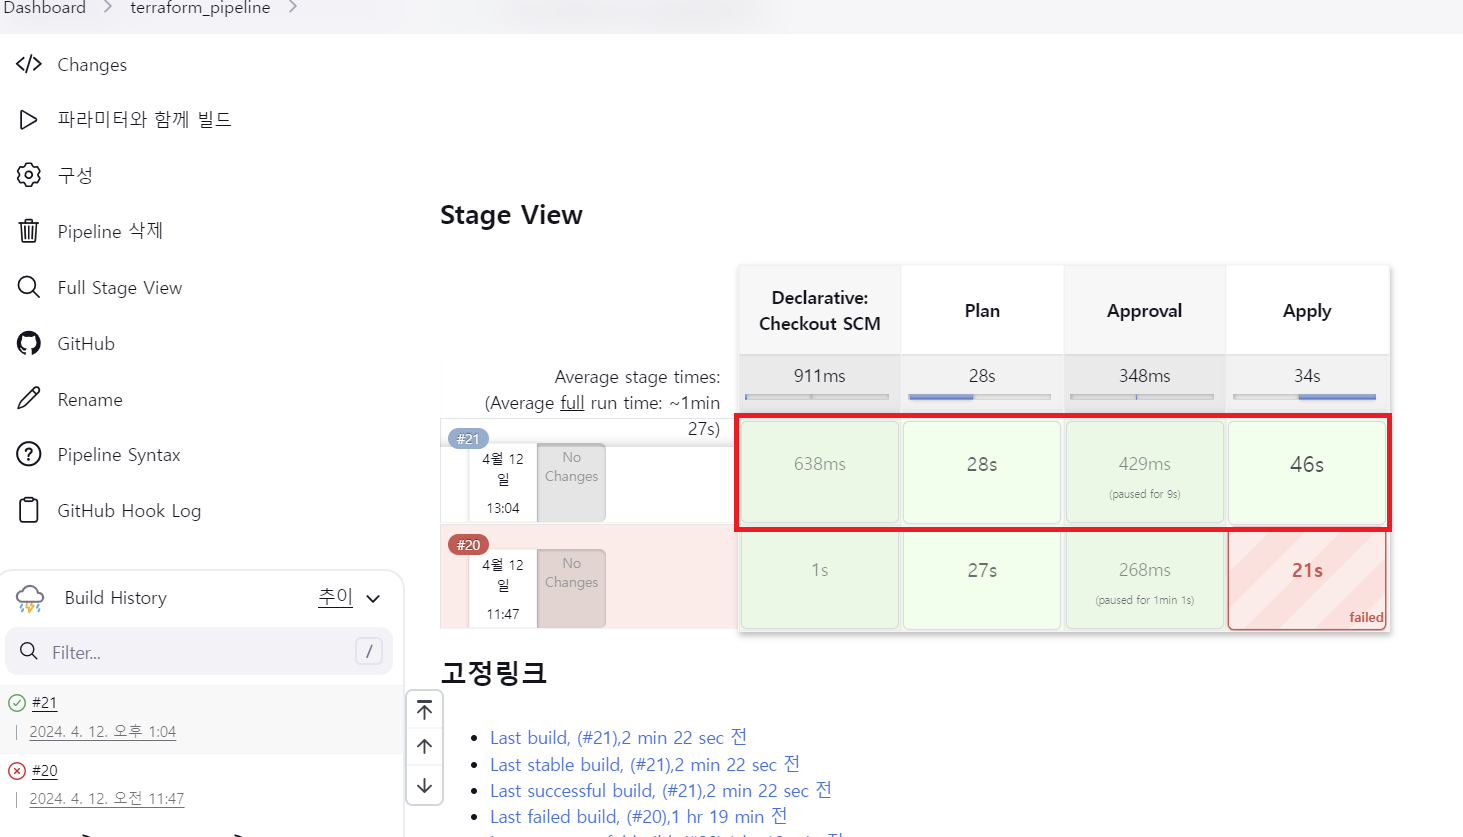 Dashboard
terraform_pipeline
Changes
파라미터와 함께 빌드
구성
Pipeline 삭제
Full Stage View
GitHub
Rename
Pipeline Syntax
GitHub Hook Log
Build History
추이
Filter...
/
#21
2024. 4. 12. 오후 1:04
#20
2024. 4. 12. 오전 11:47
Stage View
Declarative:
Checkout SCM
Plan
Approval
Apply
Average stage times:
(Average full run time: ~1min
27s)
911ms
28s
348ms
34s
#21
4월 12
일
13:04
No
Changes
638ms
28s
429ms
(paused for 9s)
46s
#20
4월 12
일
11:47
No
Changes
1s
27s
268ms
(paused for 1min 1s)
21s
failed
고정링크
Last build, (#21),2 min 22 sec 전
Last stable build, (#21),2 min 22 sec 전
Last successful build, (#21),2 min 22 sec 전
Last failed build, (#20),1 hr 19 min 전